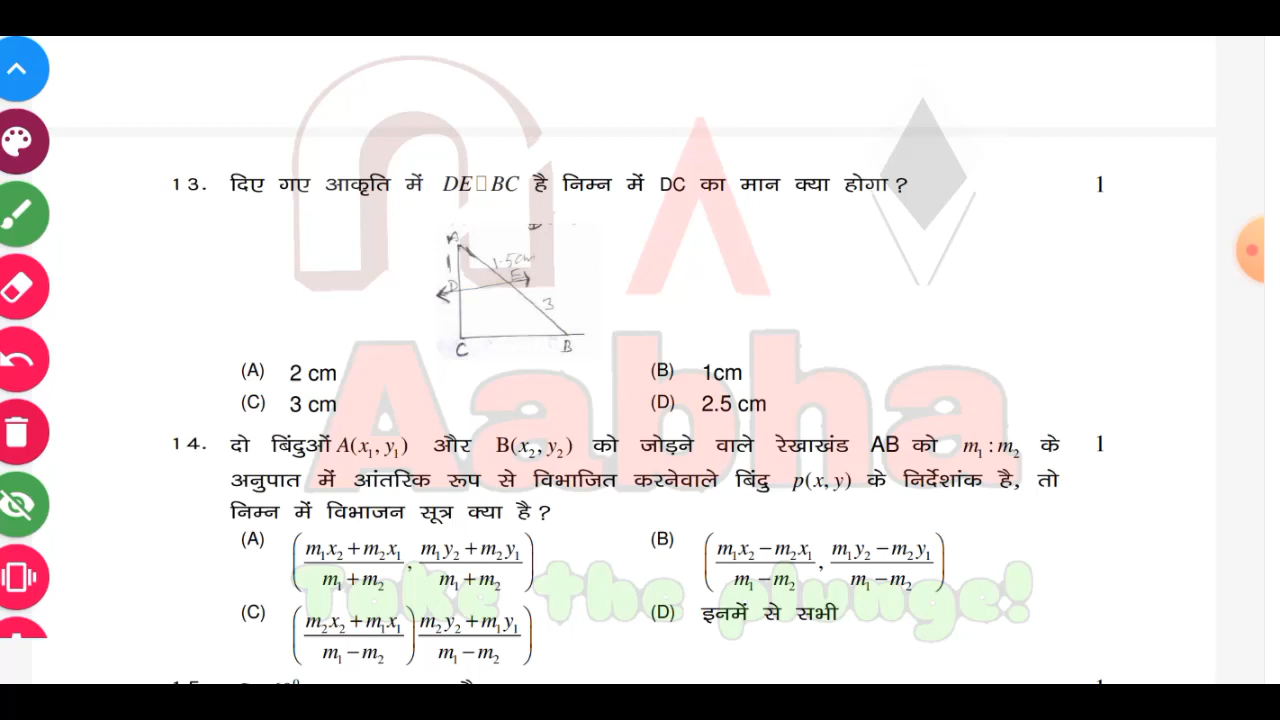 13. दिए गए आकृति में DE□BC है निम्न में DC का मान क्या होगा? 1
A
1
1.5cm
D
E
3
C
B
(A) 2 cm (B) 1cm
(C) 3 cm (D) 2.5 cm
14. दो बिंदुओं A(x₁, y₁) और B(x₂, y₂) को जोड़ने वाले रेखाखंड AB को m₁ : m₂ के 1
अनुपात में आंतरिक रूप से विभाजित करनेवाले बिंदु p(x, y) के निर्देशांक है, तो
निम्न में विभाजन सूत्र क्या है?
(A) ((m₁x₂+m₂x₁)/(m₁+m₂), (m₁y₂+m₂y₁)/(m₁+m₂)) (B) ((m₁x₂−m₂x₁)/(m₁−m₂), (m₁y₂−m₂y₁)/(m₁−m₂))
(C) ((m₂x₂+m₁x₁)/(m₁−m₂))(m₂y₂+m₁y₁)/(m₁−m₂)) (D) इनमें से सभी
Aabha
Take the plunge!